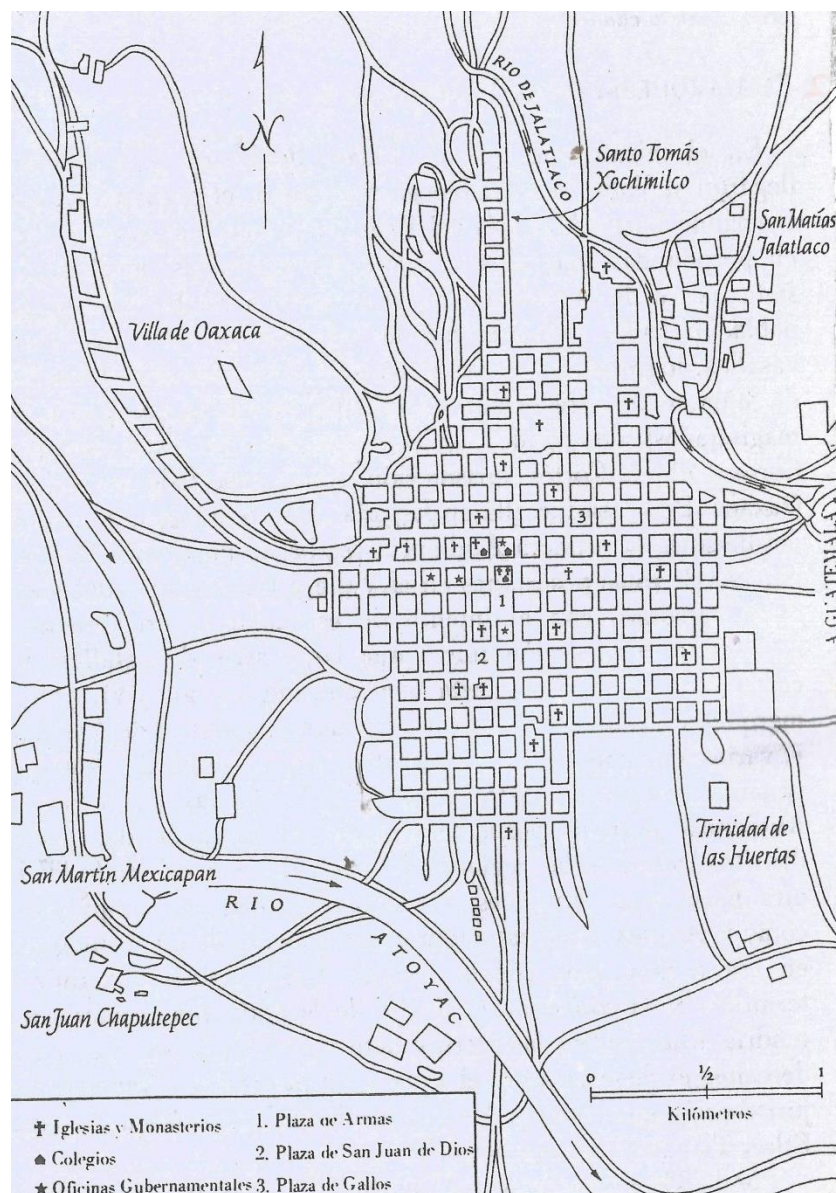 N
RIO DE JALATLACO
Santo Tomás
Xochimilco
San Matías
Jalatlaco
Villa de Oaxaca
3
1
2
A GUATEMALA
Trinidad de
las Huertas
San Martín Mexicapan
RIO
ATOYAC
San Juan Chapultepec
0 ½ 1
Kilómetros
Iglesias y Monasterios
Colegios
Oficinas Gubernamentales
1. Plaza de Armas
2. Plaza de San Juan de Dios
3. Plaza de Gallos